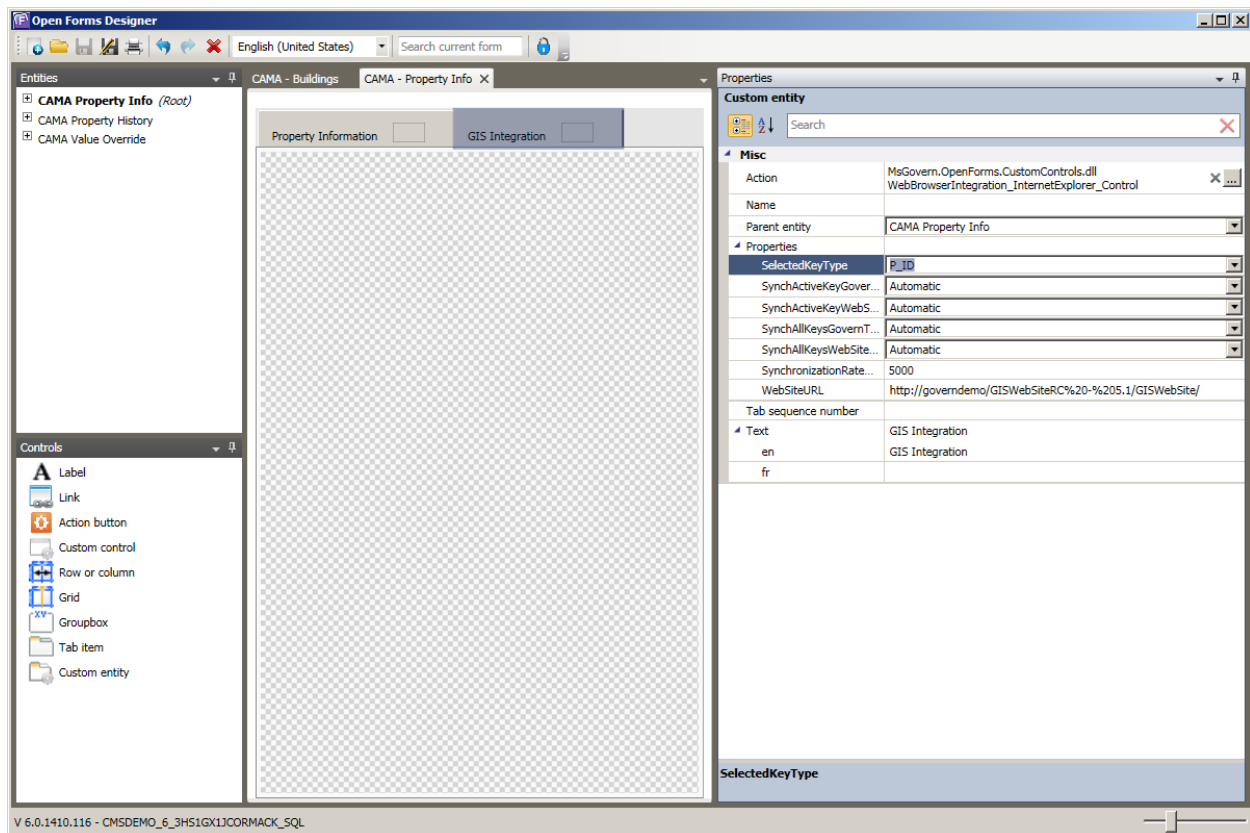 Open Forms Designer
English (United States)
Search current form
Entities
CAMA Property Info (Root)
CAMA Property History
CAMA Value Override
Controls
A Label
Link
Action button
Custom control
Row or column
Grid
XY Groupbox
Tab item
Custom entity
CAMA - Buildings
CAMA - Property Info
Property Information
GIS Integration
Properties
Custom entity
Search
Misc
Action MsGovern.OpenForms.CustomControls.dll
WebBrowserIntegration_InternetExplorer_Control
...
Name
Parent entity CAMA Property Info
Properties
SelectedKeyType P_ID
SynchActiveKeyGover... Automatic
SynchActiveKeyWebS... Automatic
SynchAllKeysGovernT... Automatic
SynchAllKeysWebSite... Automatic
SynchronizationRate... 5000
WebSiteURL http://governdemo/GISWebSiteRC%20-%205.1/GISWebSite/
Tab sequence number
Text GIS Integration
en GIS Integration
fr
SelectedKeyType
V 6.0.1410.116 - CMSDEMO_6_3HS1GX1JCORMACK_SQL